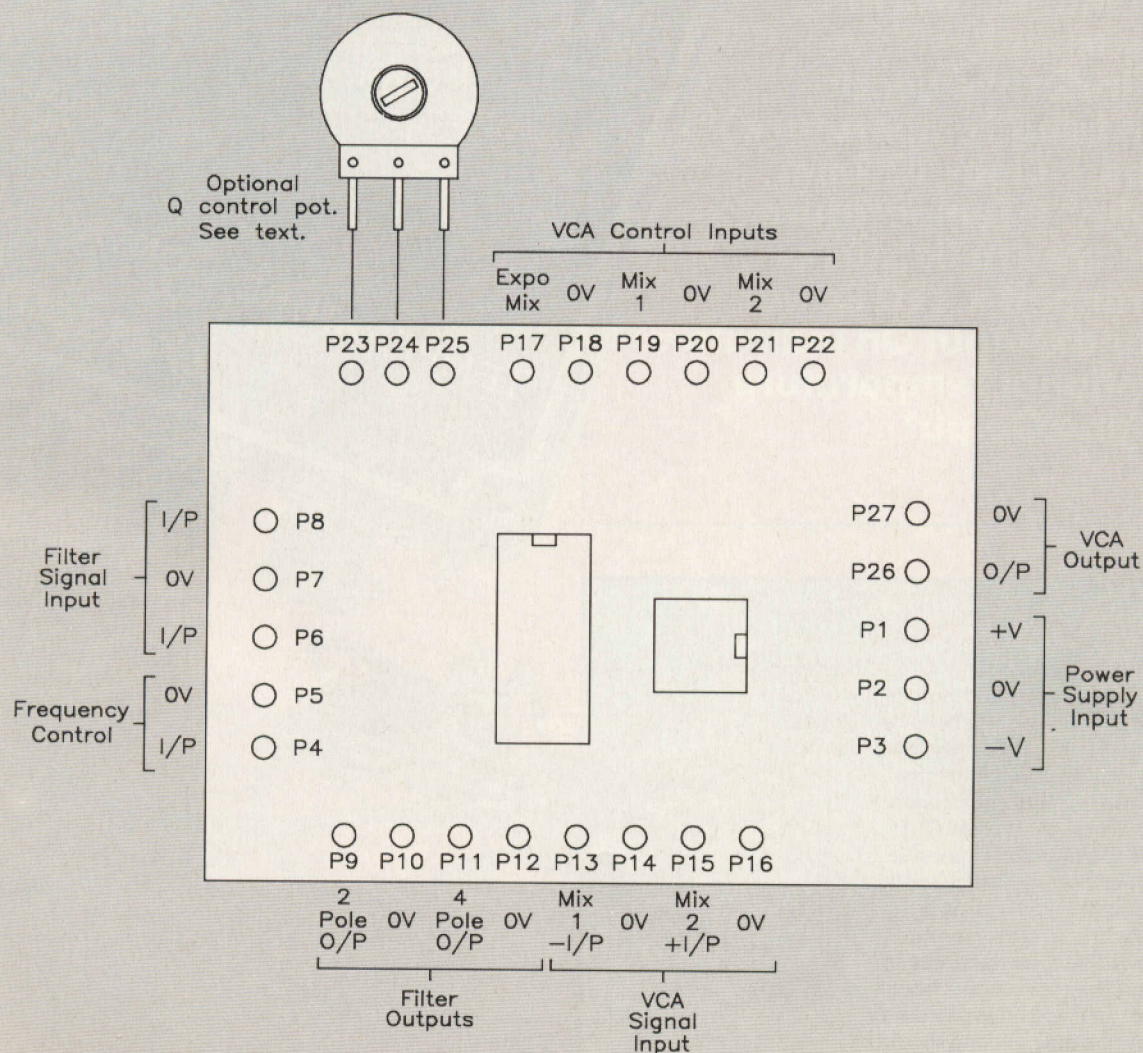 Optional
Q control pot.
See text.
VCA Control Inputs
Expo Mix
0V
Mix 1
0V
Mix 2
0V
P23 P24 P25 P17 P18 P19 P20 P21 P22
Filter
Signal
Input
I/P P8
0V P7
I/P P6
Frequency
Control
0V P5
I/P P4
P27 0V
P26 O/P
VCA
Output
P1 +V
P2 0V
P3 −V
Power
Supply
Input
P9 P10 P11 P12 P13 P14 P15 P16
2 Pole O/P
0V
4 Pole O/P
0V
Mix 1 −I/P
0V
Mix 2 +I/P
0V
Filter
Outputs
VCA
Signal
Input